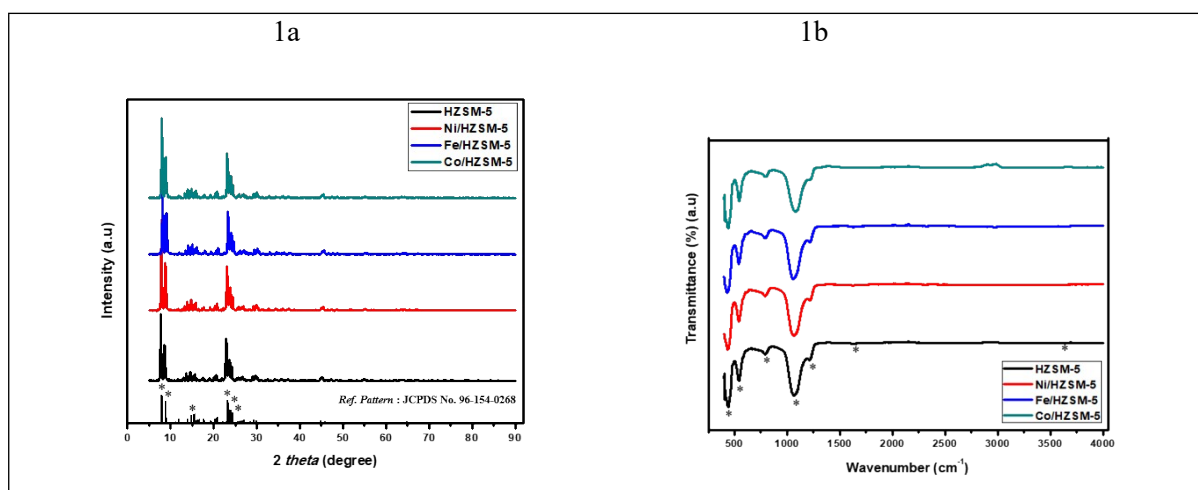 1a
1b
HZSM-5
Ni/HZSM-5
Fe/HZSM-5
Co/HZSM-5
Intensity (a.u)
* * * * * *
Ref. Pattern : JCPDS No. 96-154-0268
0 10 20 30 40 50 60 70 80 90
2 theta (degree)
Transmittance (%) (a.u)
* * * * * * *
HZSM-5
Ni/HZSM-5
Fe/HZSM-5
Co/HZSM-5
500 1000 1500 2000 2500 3000 3500 4000
Wavenumber (cm⁻¹)